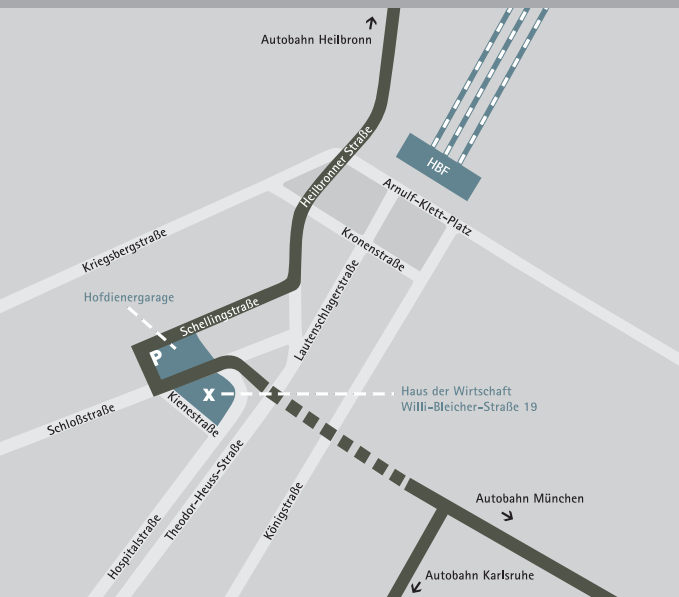 Autobahn Heilbronn
HBF
Heilbronner Straße
Arnulf-Klett-Platz
Kronenstraße
Kriegsbergstraße
Lautenschlagerstraße
Hofdienergarage
Schellingstraße
P
X
Haus der Wirtschaft
Willi-Bleicher-Straße 19
Kienestraße
Schloßstraße
Theodor-Heuss-Straße
Königstraße
Hospitalstraße
Autobahn München
Autobahn Karlsruhe